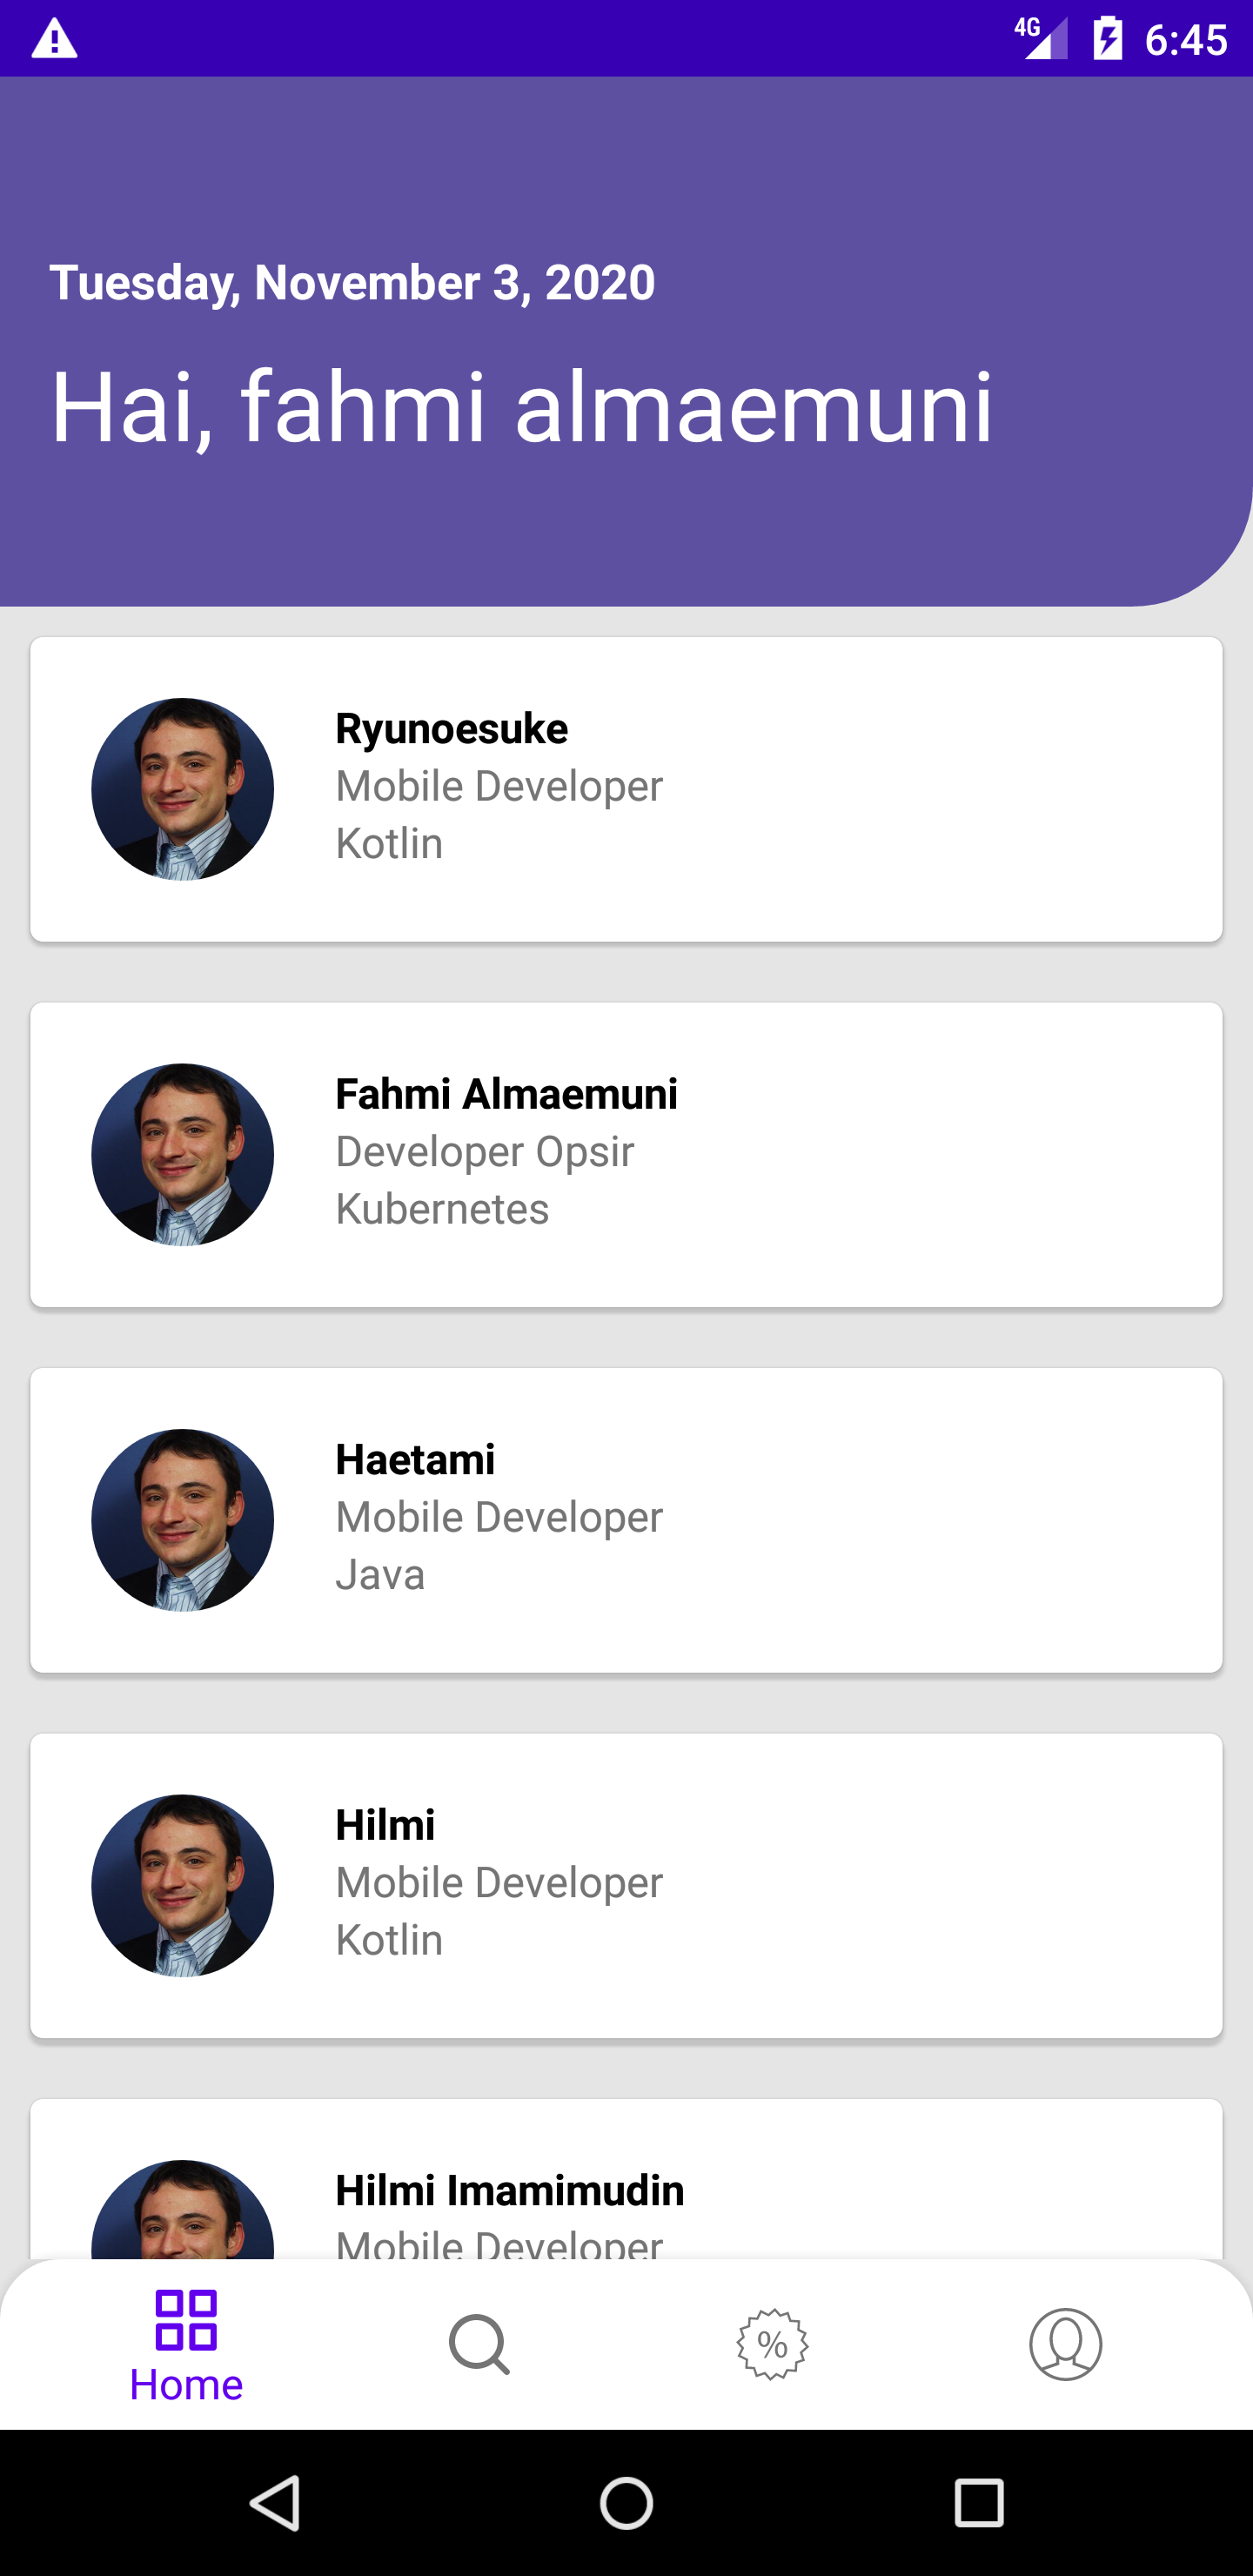 4G 6:45
Tuesday, November 3, 2020
Hai, fahmi almaemuni
Ryunoesuke
Mobile Developer
Kotlin
Fahmi Almaemuni
Developer Opsir
Kubernetes
Haetami
Mobile Developer
Java
Hilmi
Mobile Developer
Kotlin
Hilmi Imamimudin
Mobile Developer
%
Home